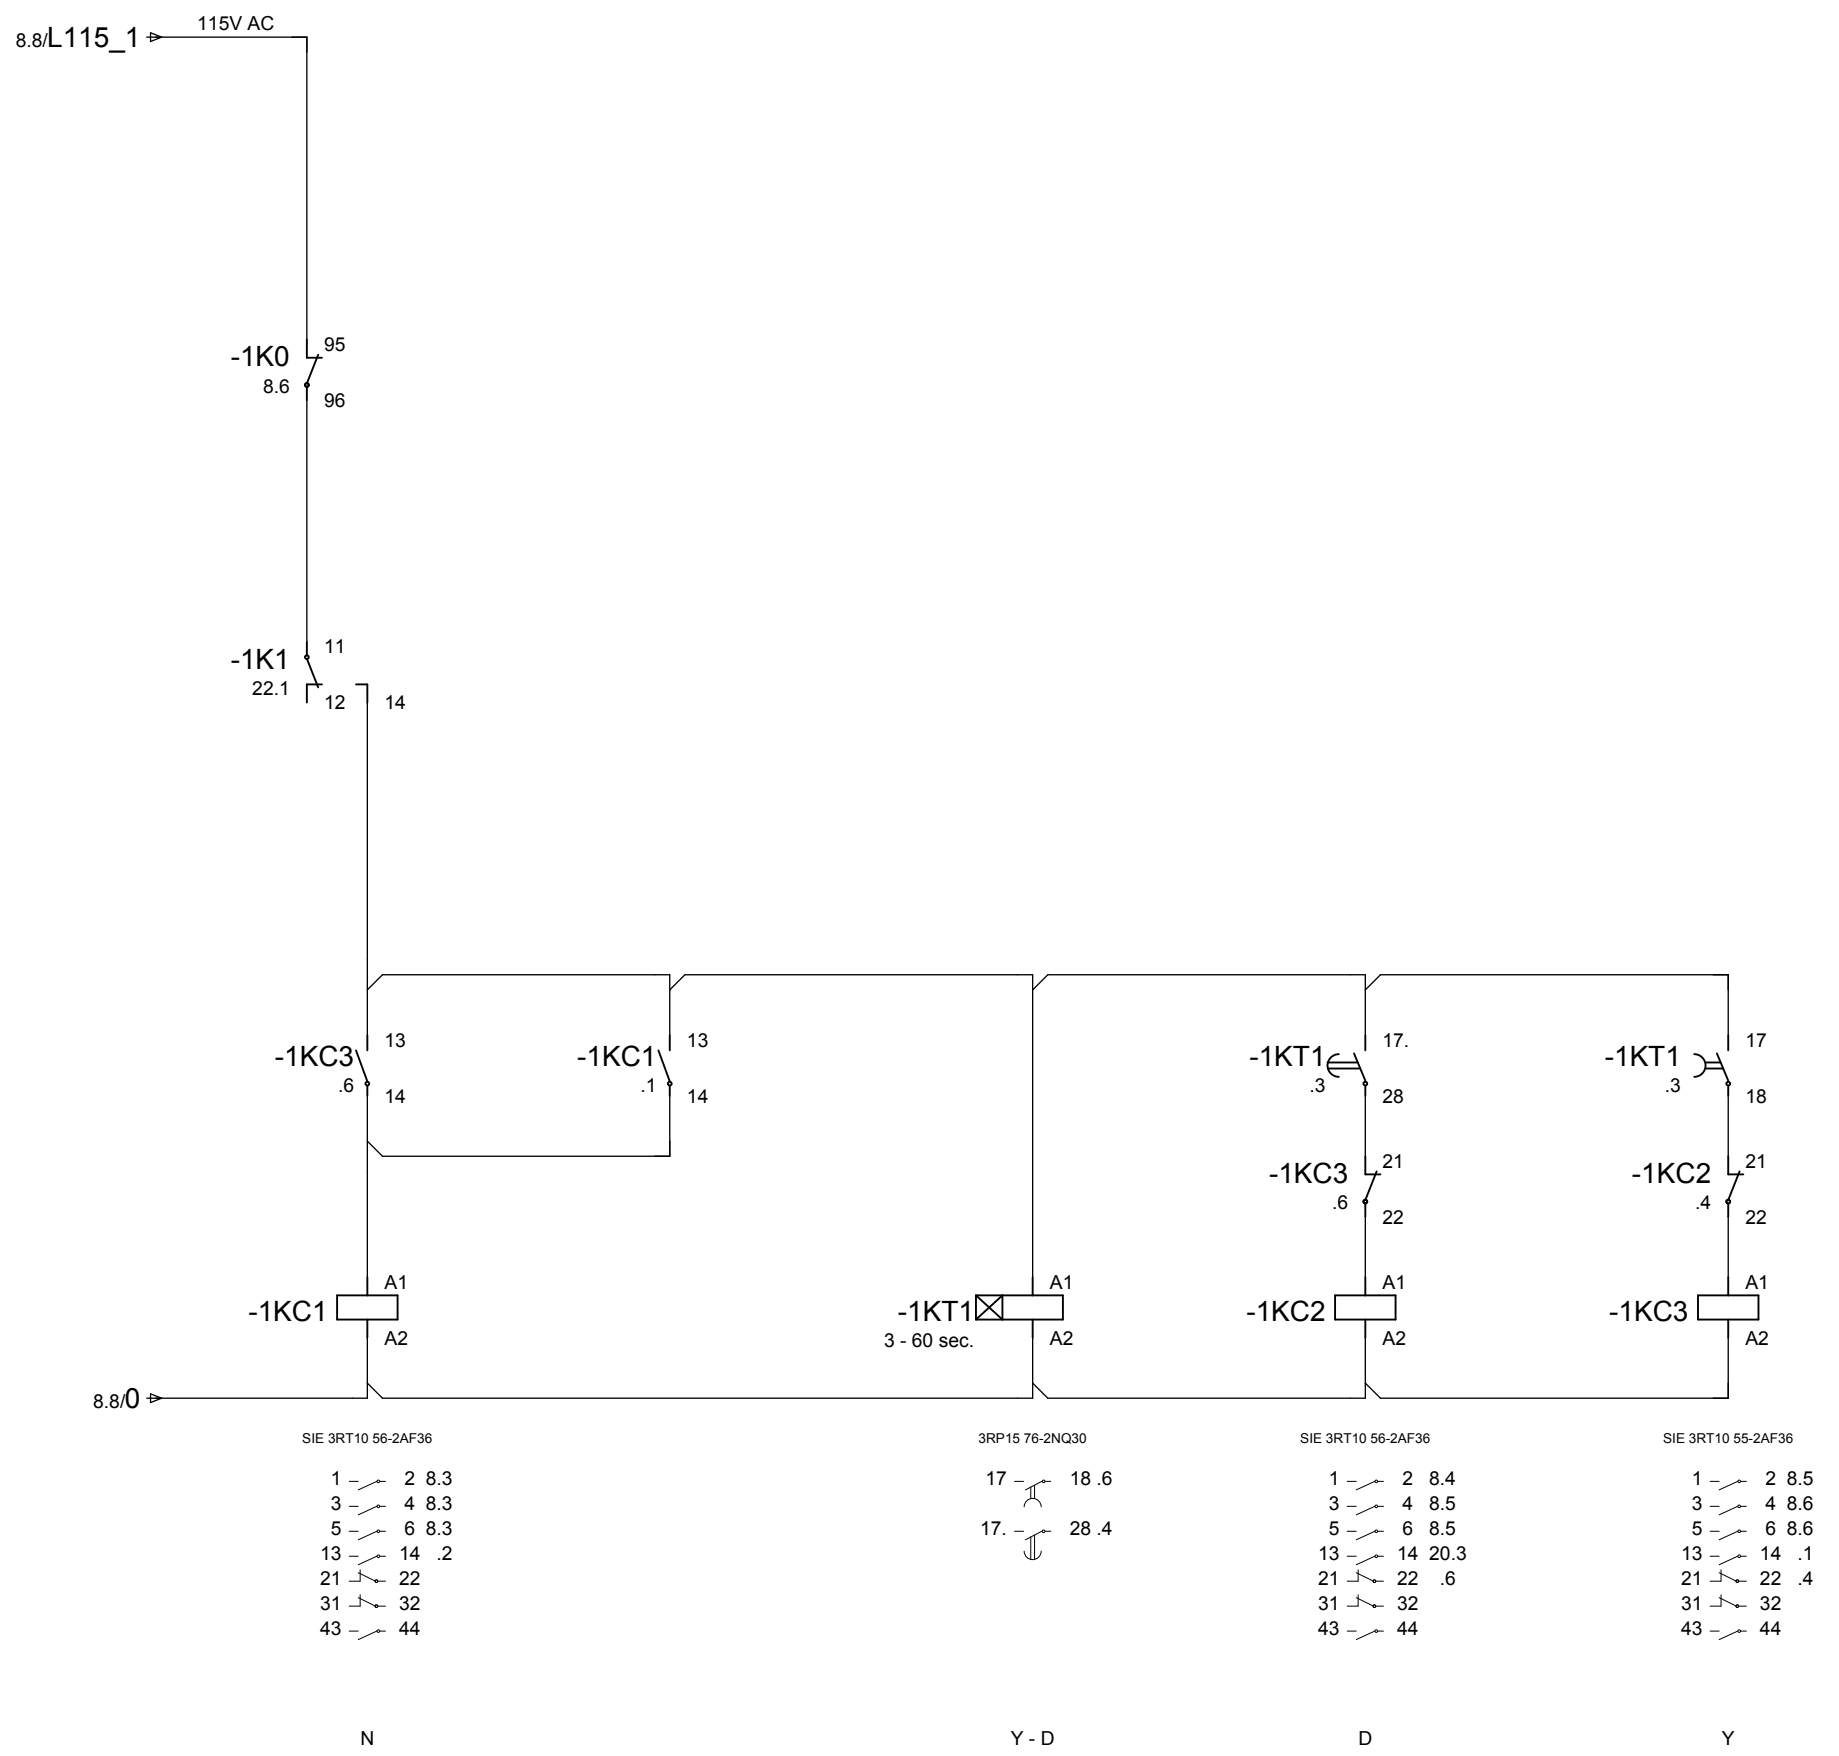 115V AC
8.8/L115_1
95
-1K0
8.6
96
11
-1K1
22.1
12 14
13 13 17. 17
-1KC3 -1KC1 -1KT1 -1KT1
.6 .1 .3 .3
14 14 28 18
21 21
-1KC3 -1KC2
.6 .4
22 22
A1 A1 A1 A1
-1KC1 -1KT1 -1KC2 -1KC3
A2 3 - 60 sec. A2 A2 A2
8.8/0
SIE 3RT10 56-2AF36 3RP15 76-2NQ30 SIE 3RT10 56-2AF36 SIE 3RT10 55-2AF36
1 2 8.3 17 18 .6 1 2 8.4 1 2 8.5
3 4 8.3 3 4 8.5 3 4 8.6
5 6 8.3 17. 28 .4 5 6 8.5 5 6 8.6
13 14 .2 13 14 20.3 13 14 .1
21 22 21 22 .6 21 22 .4
31 32 31 32 31 32
43 44 43 44 43 44
N Y - D D Y